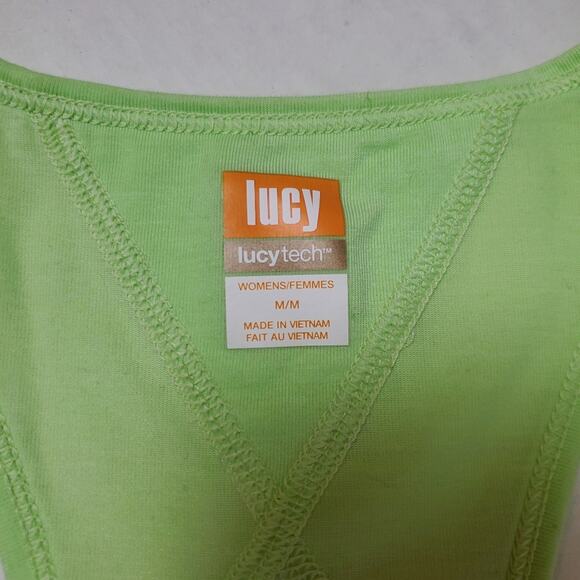 lucy
lucytech™
WOMENS/FEMMES
M/M
MADE IN VIETNAM
FAIT AU VIETNAM